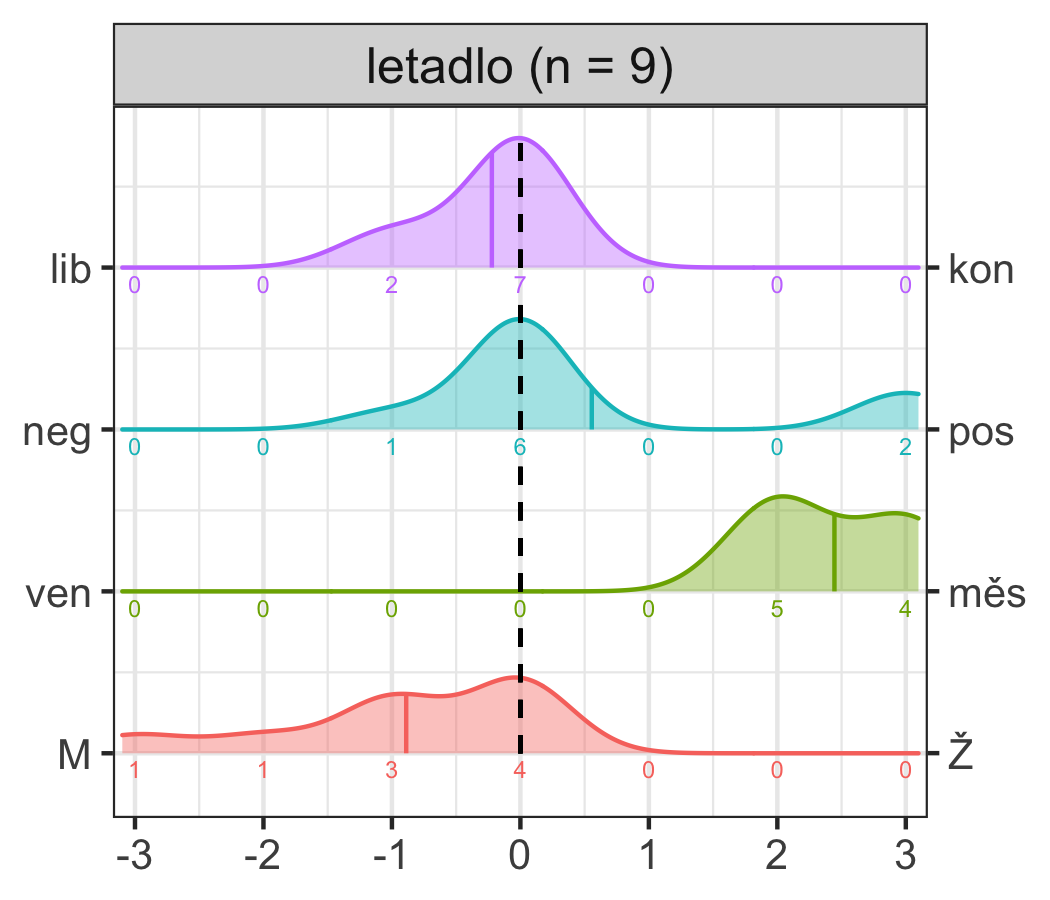 letadlo (n = 9)
lib kon
0 0 2 7 0 0 0
neg pos
0 0 1 6 0 0 2
ven měs
0 0 0 0 0 5 4
M Ž
1 1 3 4 0 0 0
-3 -2 -1 0 1 2 3